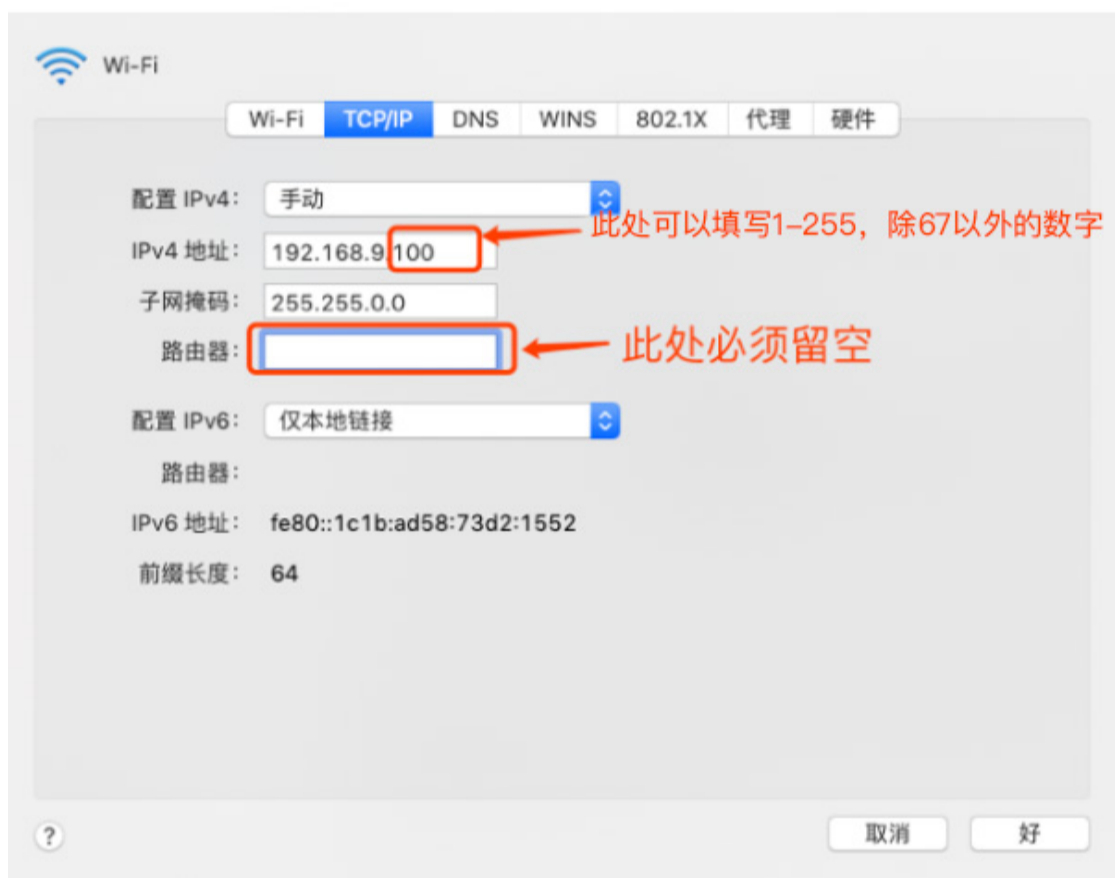 Wi-Fi
Wi-Fi TCP/IP DNS WINS 802.1X 代理 硬件
配置 IPv4： 手动
此处可以填写1-255，除67以外的数字
IPv4 地址： 192.168.9.100
子网掩码： 255.255.0.0
路由器： 此处必须留空
配置 IPv6： 仅本地链接
路由器：
IPv6 地址： fe80::1c1b:ad58:73d2:1552
前缀长度： 64
? 取消 好